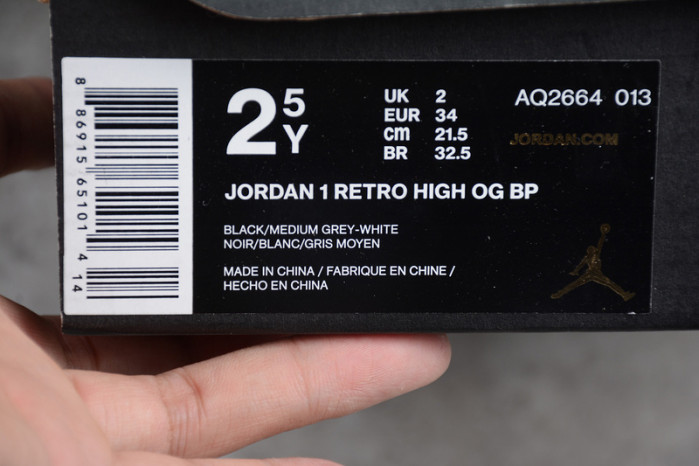 8 86915 65101 4 14
2 5Y
UK 2
EUR 34
cm 21.5
BR 32.5
AQ2664 013
JORDAN.COM
JORDAN 1 RETRO HIGH OG BP
BLACK/MEDIUM GREY-WHITE
NOIR/BLANC/GRIS MOYEN
MADE IN CHINA / FABRIQUE EN CHINE /
HECHO EN CHINA